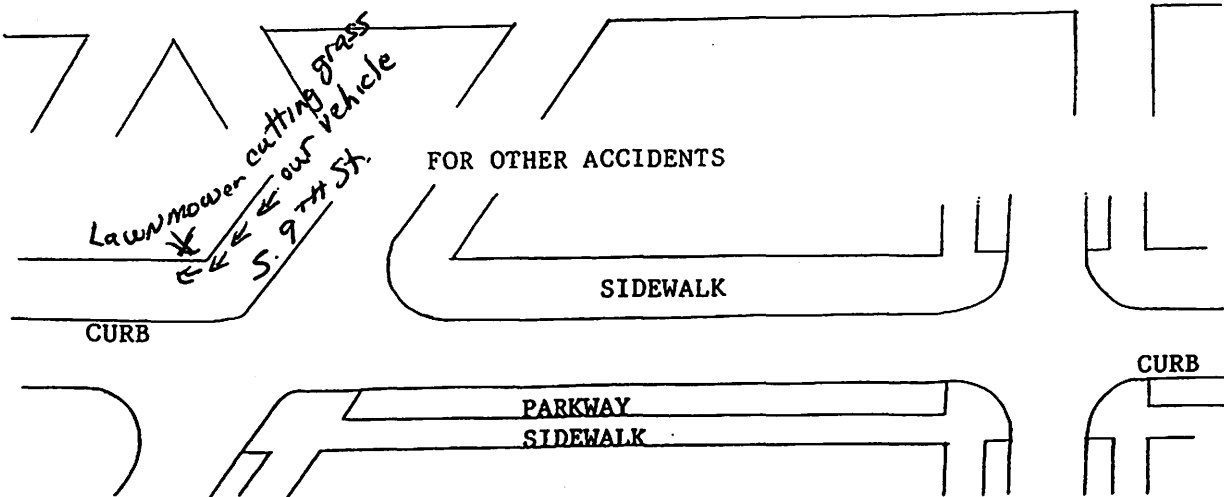 Lawnmower cutting grass
our vehicle
S. 9TH St.
FOR OTHER ACCIDENTS
SIDEWALK
CURB
CURB
PARKWAY
SIDEWALK